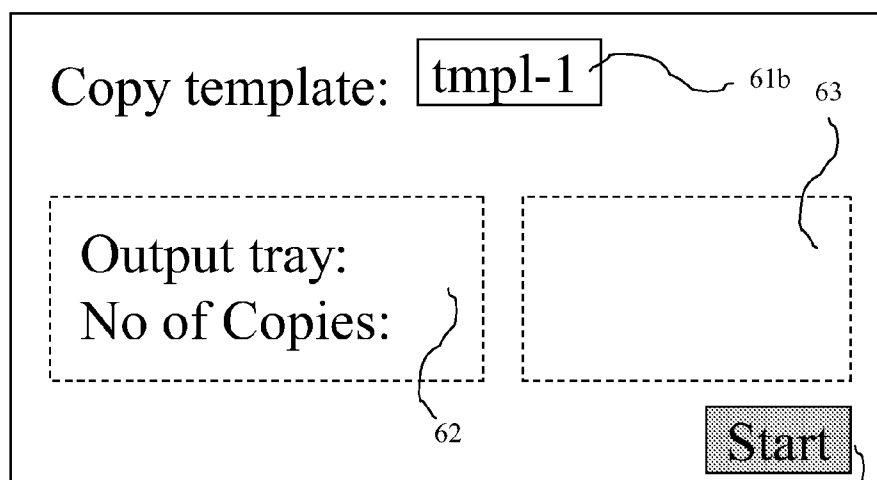 Copy template: tmpl-1 61b 63
Output tray:
No of Copies:
62
Start